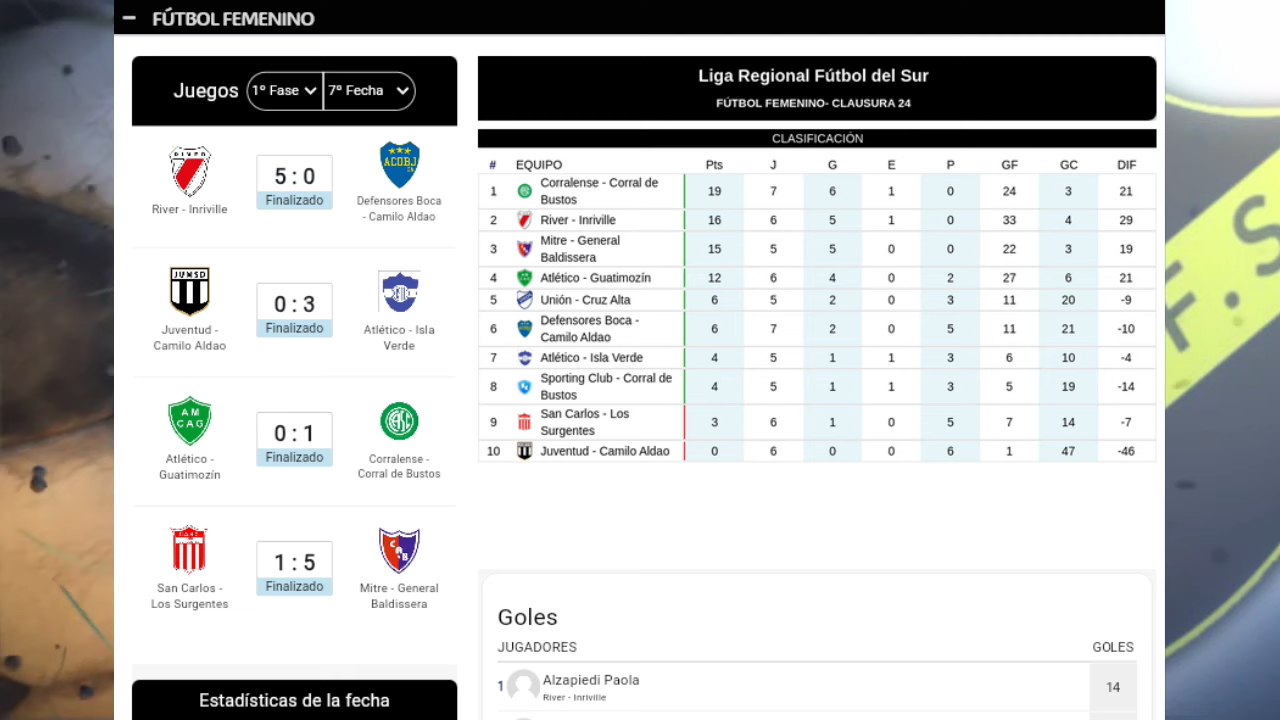 FÚTBOL FEMENINO
Juegos 1º Fase 7º Fecha
5 : 0
Finalizado
River - Inriville
ACOBJ
Defensores Boca
- Camilo Aldao
JUNSD
0 : 3
Finalizado
Juventud -
Camilo Aldao
Atlético - Isla
Verde
AM
CAG
0 : 1
Finalizado
Atlético -
Guatimozín
Corralense -
Corral de Bustos
1 : 5
Finalizado
San Carlos -
Los Surgentes
Mitre - General
Baldissera
Estadísticas de la fecha
Liga Regional Fútbol del Sur
FÚTBOL FEMENINO- CLAUSURA 24
CLASIFICACIÓN
# EQUIPO Pts J G E P GF GC DIF
1 Corralense - Corral de
Bustos 19 7 6 1 0 24 3 21
2 River - Inriville 16 6 5 1 0 33 4 29
3 Mitre - General
Baldissera 15 5 5 0 0 22 3 19
4 Atlético - Guatimozín 12 6 4 0 2 27 6 21
5 Unión - Cruz Alta 6 5 2 0 3 11 20 -9
6 Defensores Boca -
Camilo Aldao 6 7 2 0 5 11 21 -10
7 Atlético - Isla Verde 4 5 1 1 3 6 10 -4
8 Sporting Club - Corral de
Bustos 4 5 1 1 3 5 19 -14
9 San Carlos - Los
Surgentes 3 6 1 0 5 7 14 -7
10 Juventud - Camilo Aldao 0 6 0 0 6 1 47 -46
Goles
JUGADORES GOLES
1 Alzapiedi Paola 14
River - Inriville
F.S